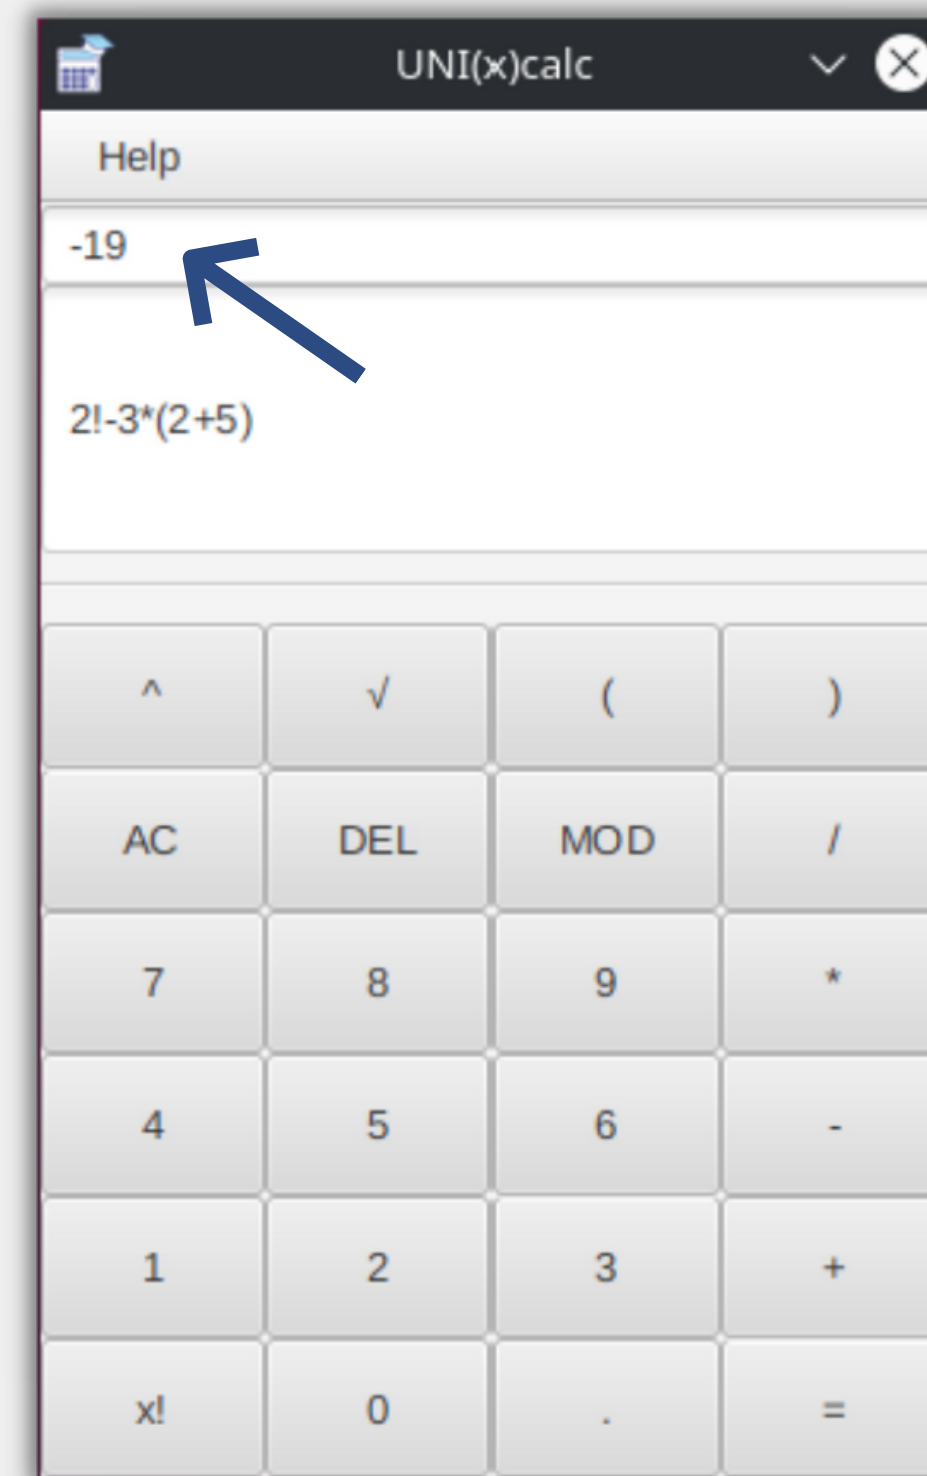 UNI(x)calc
Help
-19
2!-3*(2+5)
^ √ ( )
AC DEL MOD /
7 8 9 *
4 5 6 -
1 2 3 +
x! 0 . =